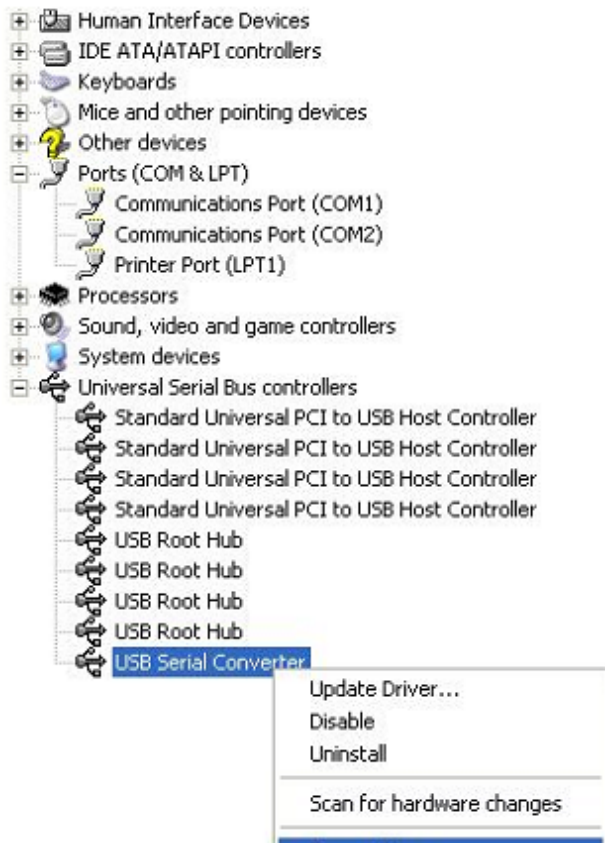 Human Interface Devices
IDE ATA/ATAPI controllers
Keyboards
Mice and other pointing devices
Other devices
Ports (COM & LPT)
Communications Port (COM1)
Communications Port (COM2)
Printer Port (LPT1)
Processors
Sound, video and game controllers
System devices
Universal Serial Bus controllers
Standard Universal PCI to USB Host Controller
Standard Universal PCI to USB Host Controller
Standard Universal PCI to USB Host Controller
Standard Universal PCI to USB Host Controller
USB Root Hub
USB Root Hub
USB Root Hub
USB Root Hub
USB Serial Converter
Update Driver...
Disable
Uninstall
Scan for hardware changes